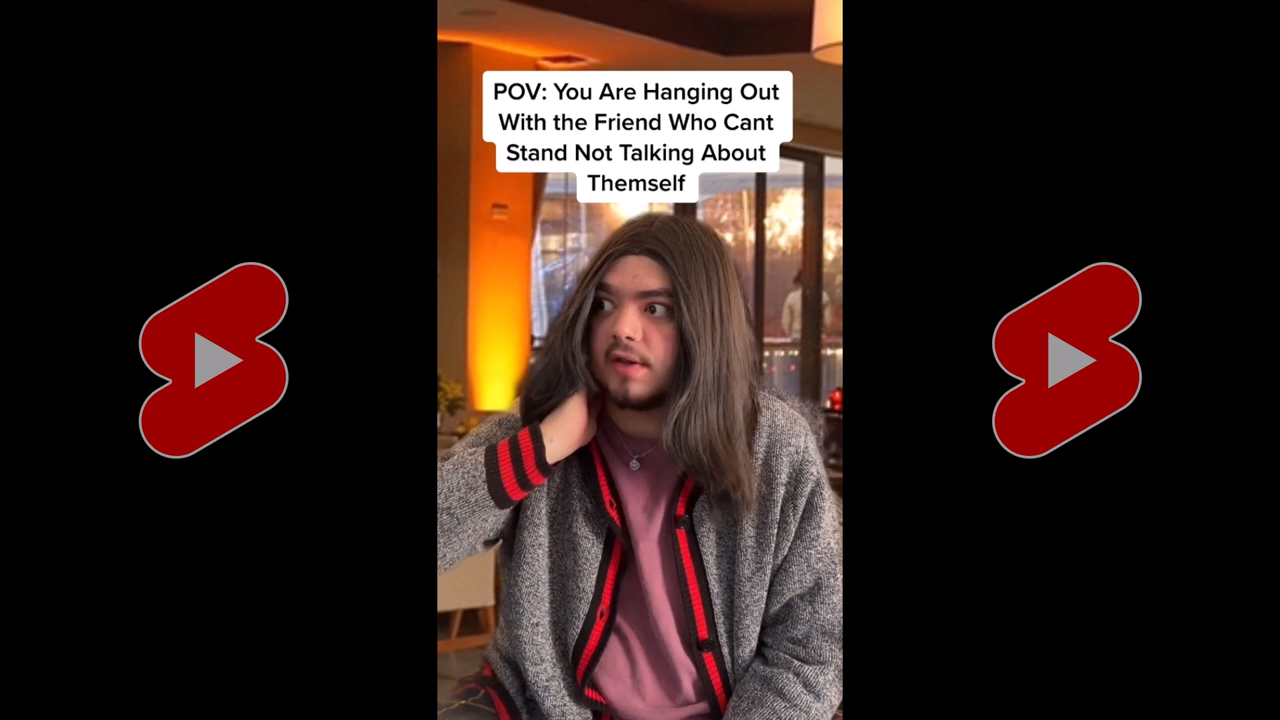 POV: You Are Hanging Out
With the Friend Who Cant
Stand Not Talking About
Themself